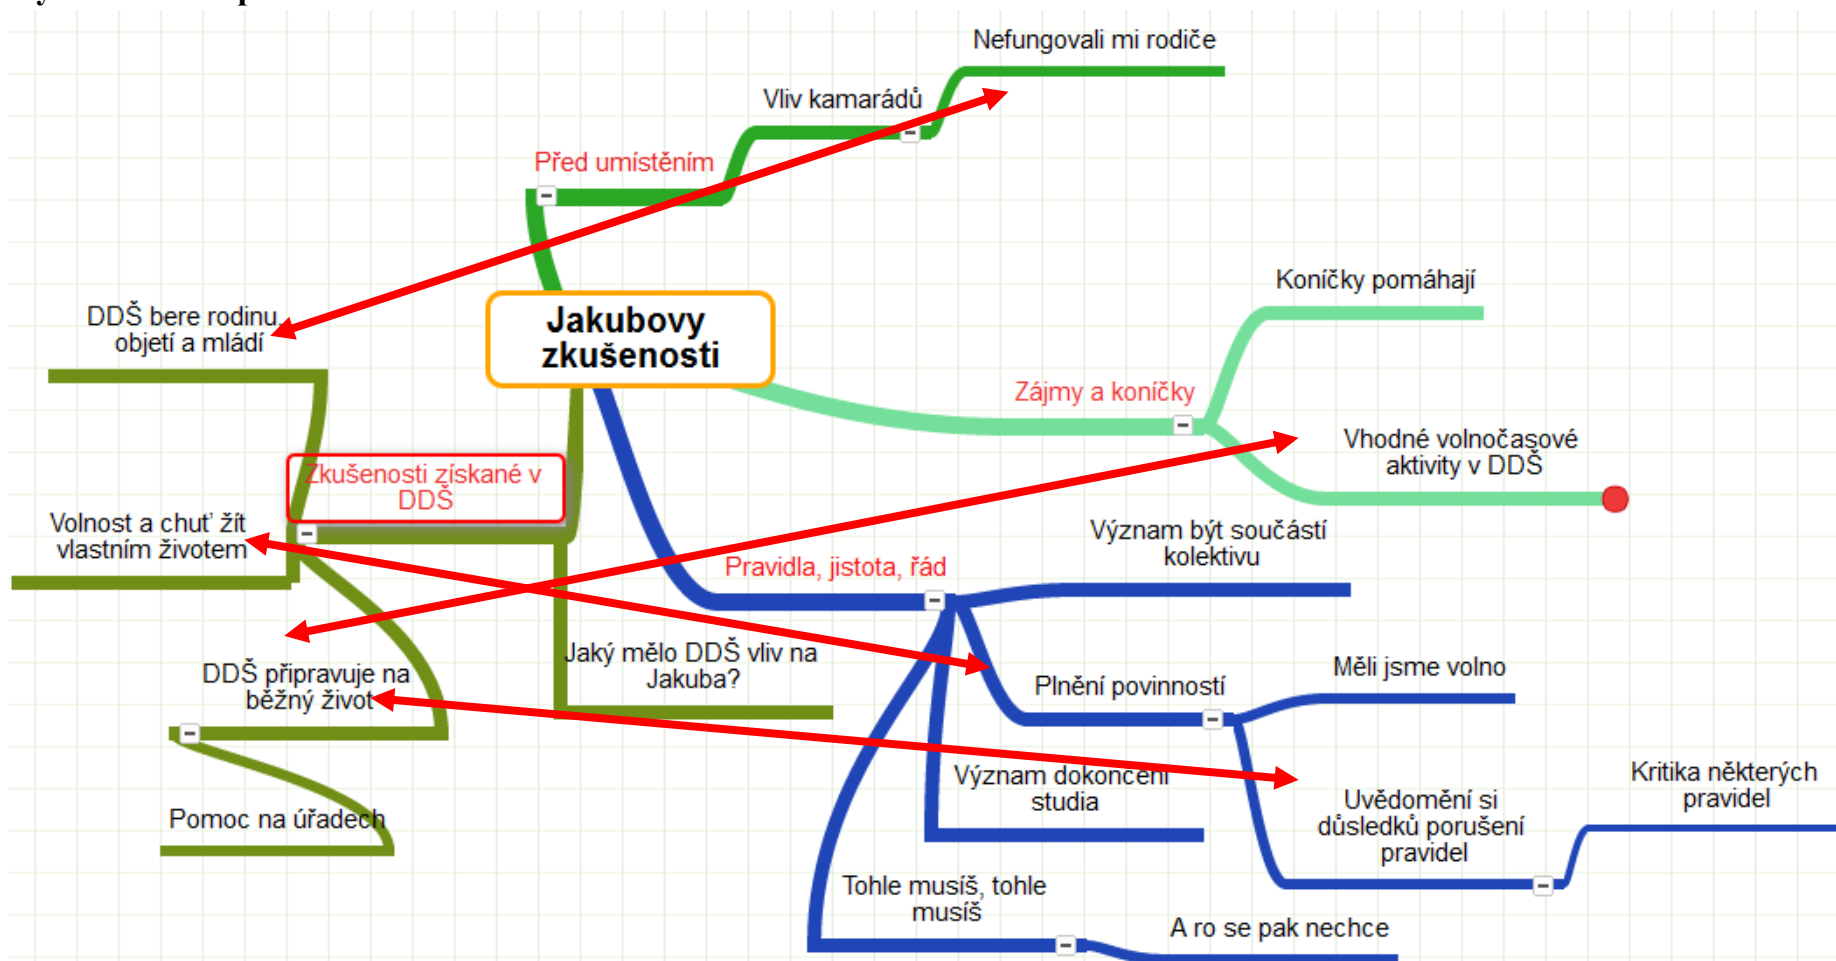 Nefungovali mi rodiče
Vliv kamarádů
Před umístěním
Jakubovy
zkušenosti
Koníčky pomáhají
Zájmy a koníčky
Vhodné volnočasové
aktivity v DDŠ
DDŠ bere rodinu,
objetí a mládí
Zkušenosti získané v
DDŠ
Volnost a chuť žít
vlastním životem
DDŠ připravuje na
běžný život
Pomoc na úřadech
Jaký mělo DDŠ vliv na
Jakuba?
Pravidla, jistota, řád
Význam být součástí
kolektivu
Plnění povinností
Měli jsme volno
Význam dokončení
studia
Uvědomění si
důsledků porušení
pravidel
Kritika některých
pravidel
Tohle musíš, tohle
musíš
A ro se pak nechce